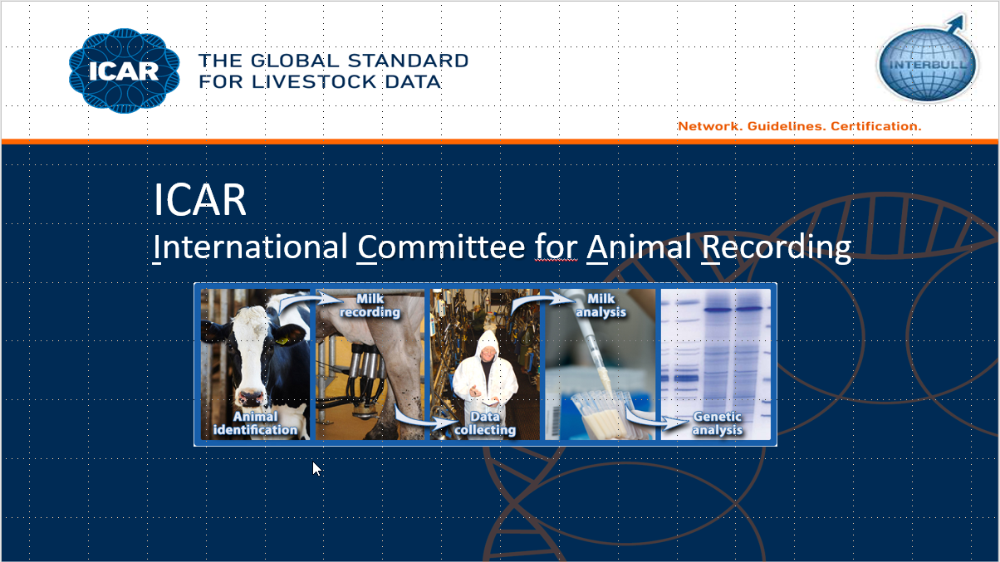 ICAR
THE GLOBAL STANDARD
FOR LIVESTOCK DATA
INTERBULL
Network. Guidelines. Certification.
ICAR
International Committee for Animal Recording
Animal
identification
Milk
recording
Data
collecting
Milk
analysis
Genetic
analysis